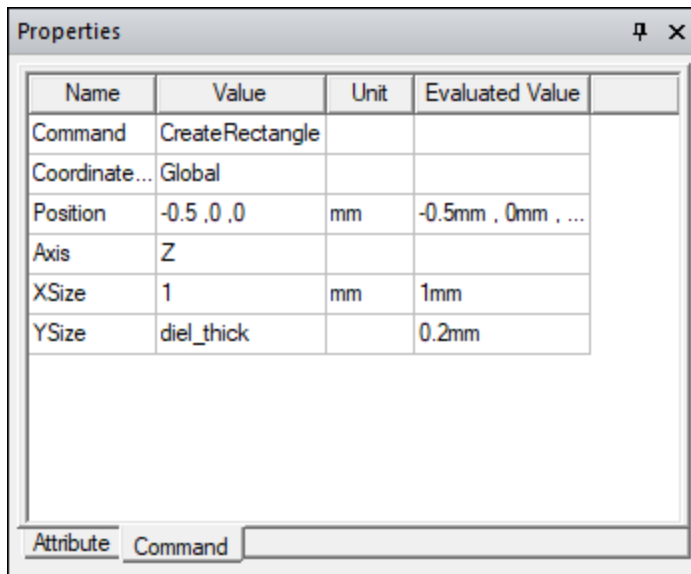 Properties
Name Value Unit Evaluated Value
Command CreateRectangle
Coordinate... Global
Position -0.5 ,0 ,0 mm -0.5mm , 0mm , ...
Axis Z
XSize 1 mm 1mm
YSize diel_thick 0.2mm
Attribute Command